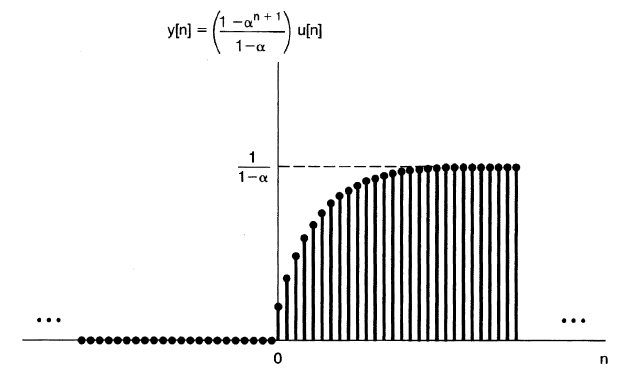 y[n] = (1−α^{n + 1} / 1−α) u[n]
1 / 1−α
... ...
0 n